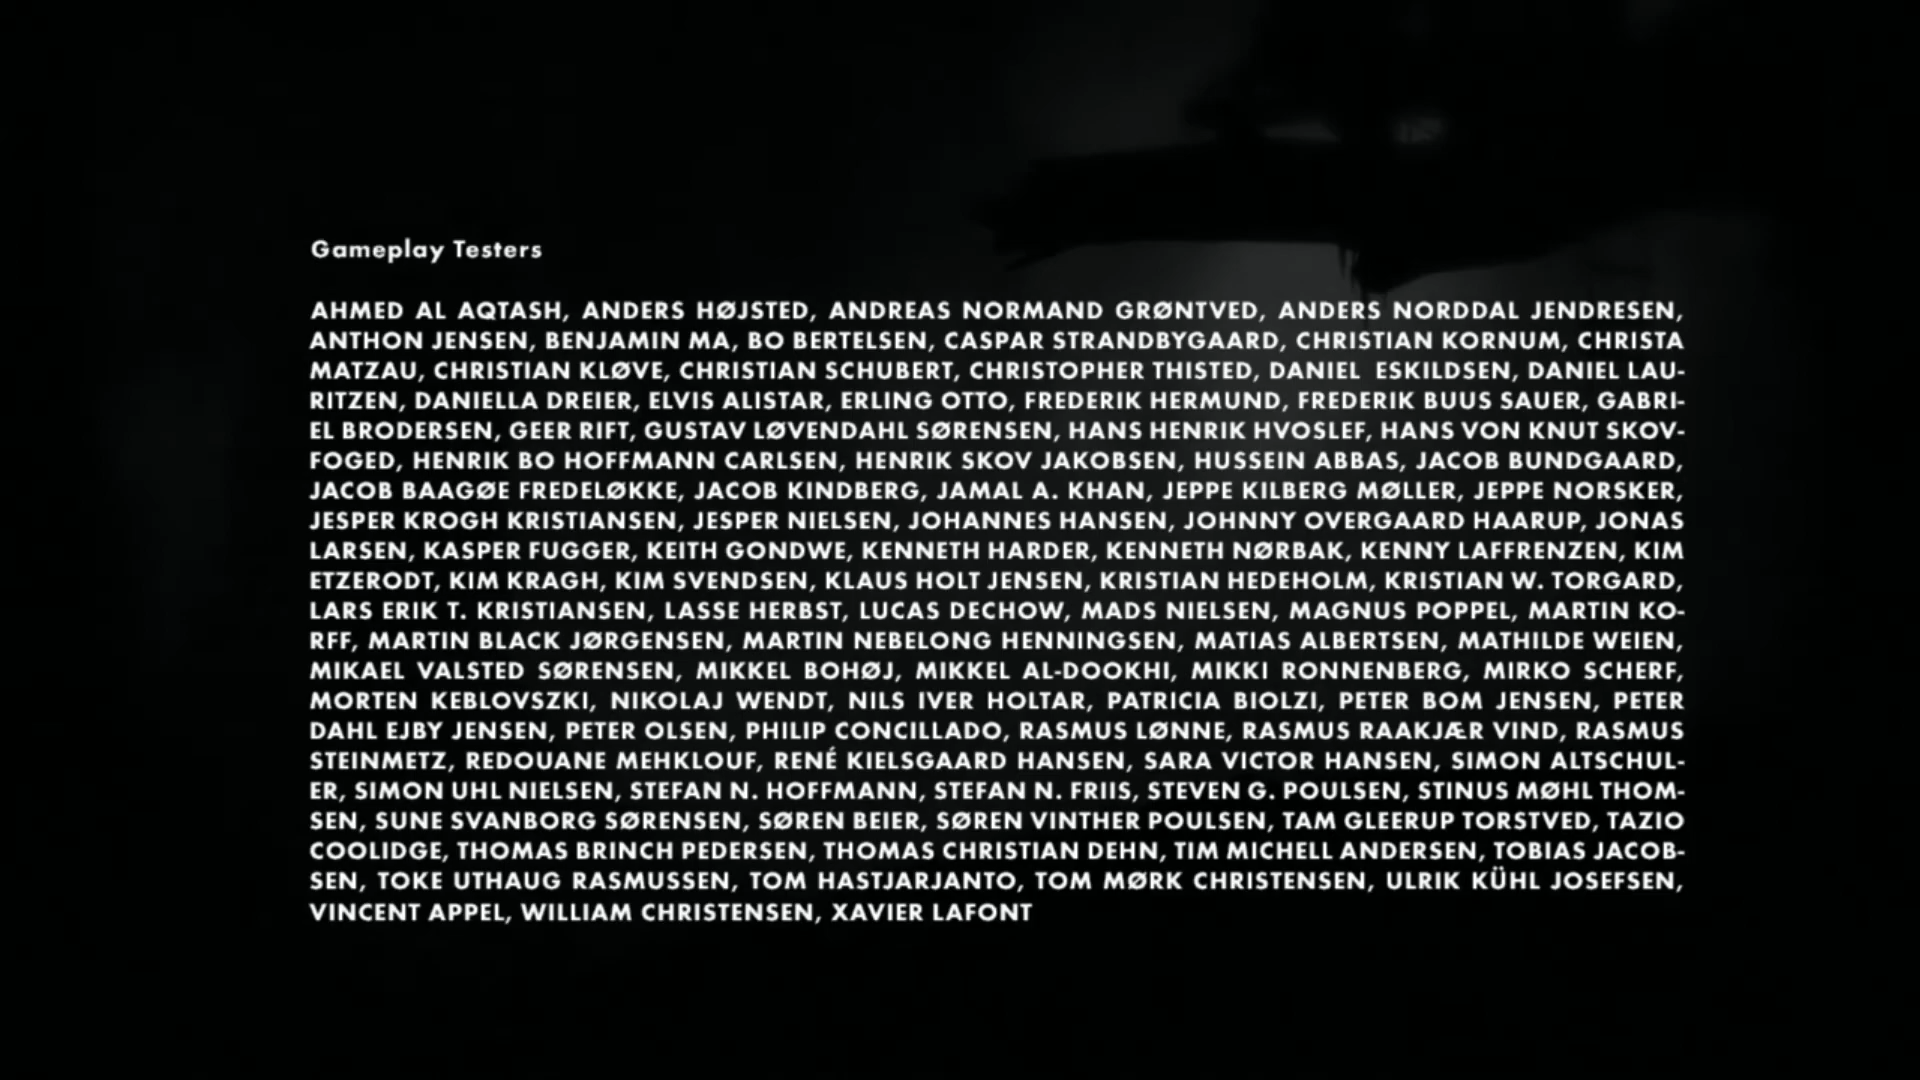 Gameplay Testers
AHMED AL AQTASH, ANDERS HØJSTED, ANDREAS NORMAND GRØNTVED, ANDERS NORDDAL JENDRESEN,
ANTHON JENSEN, BENJAMIN MA, BO BERTELSEN, CASPAR STRANDBYGAARD, CHRISTIAN KORNUM, CHRISTA
MATZAU, CHRISTIAN KLØVE, CHRISTIAN SCHUBERT, CHRISTOPHER THISTED, DANIEL ESKILDSEN, DANIEL LAU-
RITZEN, DANIELLA DREIER, ELVIS ALISTAR, ERLING OTTO, FREDERIK HERMUND, FREDERIK BUUS SAUER, GABRI-
EL BRODERSEN, GEER RIFT, GUSTAV LØVENDAHL SØRENSEN, HANS HENRIK HVOSLEF, HANS VON KNUT SKOV-
FOGED, HENRIK BO HOFFMANN CARLSEN, HENRIK SKOV JAKOBSEN, HUSSEIN ABBAS, JACOB BUNDGAARD,
JACOB BAAGØE FREDELØKKE, JACOB KINDBERG, JAMAL A. KHAN, JEPPE KILBERG MØLLER, JEPPE NORSKER,
JESPER KROGH KRISTIANSEN, JESPER NIELSEN, JOHANNES HANSEN, JOHNNY OVERGAARD HAARUP, JONAS
LARSEN, KASPER FUGGER, KEITH GONDWE, KENNETH HARDER, KENNETH NØRBAK, KENNY LAFFRENZEN, KIM
ETZERODT, KIM KRAGH, KIM SVENDSEN, KLAUS HOLT JENSEN, KRISTIAN HEDEHOLM, KRISTIAN W. TORGARD,
LARS ERIK T. KRISTIANSEN, LASSE HERBST, LUCAS DECHOW, MADS NIELSEN, MAGNUS POPPEL, MARTIN KO-
RFF, MARTIN BLACK JØRGENSEN, MARTIN NEBELONG HENNINGSEN, MATIAS ALBERTSEN, MATHILDE WEIEN,
MIKAEL VALSTED SØRENSEN, MIKKEL BOHØJ, MIKKEL AL-DOOKHI, MIKKI RONNENBERG, MIRKO SCHERF,
MORTEN KEBLOVSZKI, NIKOLAJ WENDT, NILS IVER HOLTAR, PATRICIA BIOLZI, PETER BOM JENSEN, PETER
DAHL EJBY JENSEN, PETER OLSEN, PHILIP CONCILLADO, RASMUS LØNNE, RASMUS RAAKJÆR VIND, RASMUS
STEINMETZ, REDOUANE MEHKLOUF, RENÉ KIELSGAARD HANSEN, SARA VICTOR HANSEN, SIMON ALTSCHUL-
ER, SIMON UHL NIELSEN, STEFAN N. HOFFMANN, STEFAN N. FRIIS, STEVEN G. POULSEN, STINUS MØHL THOM-
SEN, SUNE SVANBORG SØRENSEN, SØREN BEIER, SØREN VINTHER POULSEN, TAM GLEERUP TORSTVED, TAZIO
COOLIDGE, THOMAS BRINCH PEDERSEN, THOMAS CHRISTIAN DEHN, TIM MICHELL ANDERSEN, TOBIAS JACOB-
SEN, TOKE UTHAUG RASMUSSEN, TOM HASTJARJANTO, TOM MØRK CHRISTENSEN, ULRIK KÜHL JOSEFSEN,
VINCENT APPEL, WILLIAM CHRISTENSEN, XAVIER LAFONT